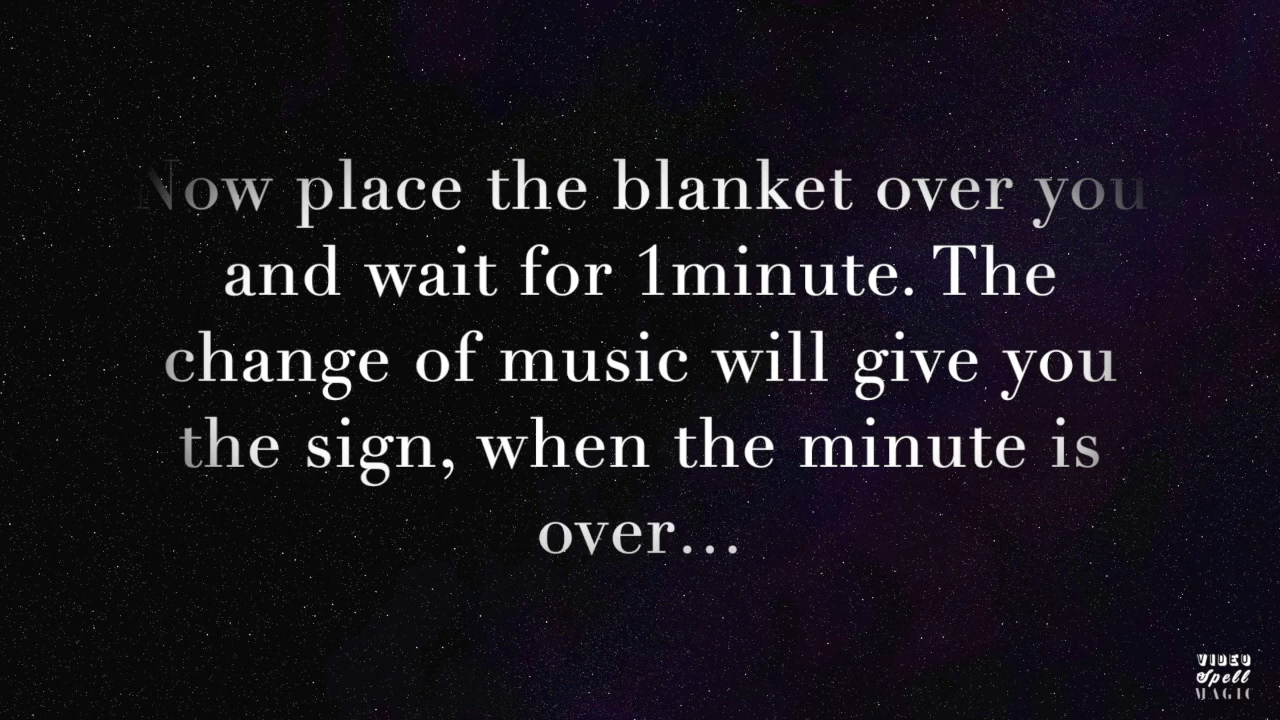 Now place the blanket over you
and wait for 1minute. The
change of music will give you
the sign, when the minute is
over...
VIDEO
Spell
MAGIC